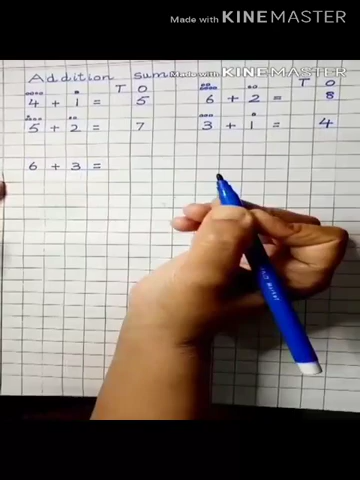 Made with KINEMASTER
Addition sum
Made with KINEMASTER
T O T O
4 + 1 = 5 6 + 2 = 8
5 + 2 = 7 3 + 1 = 4
6 + 3 =
Marker